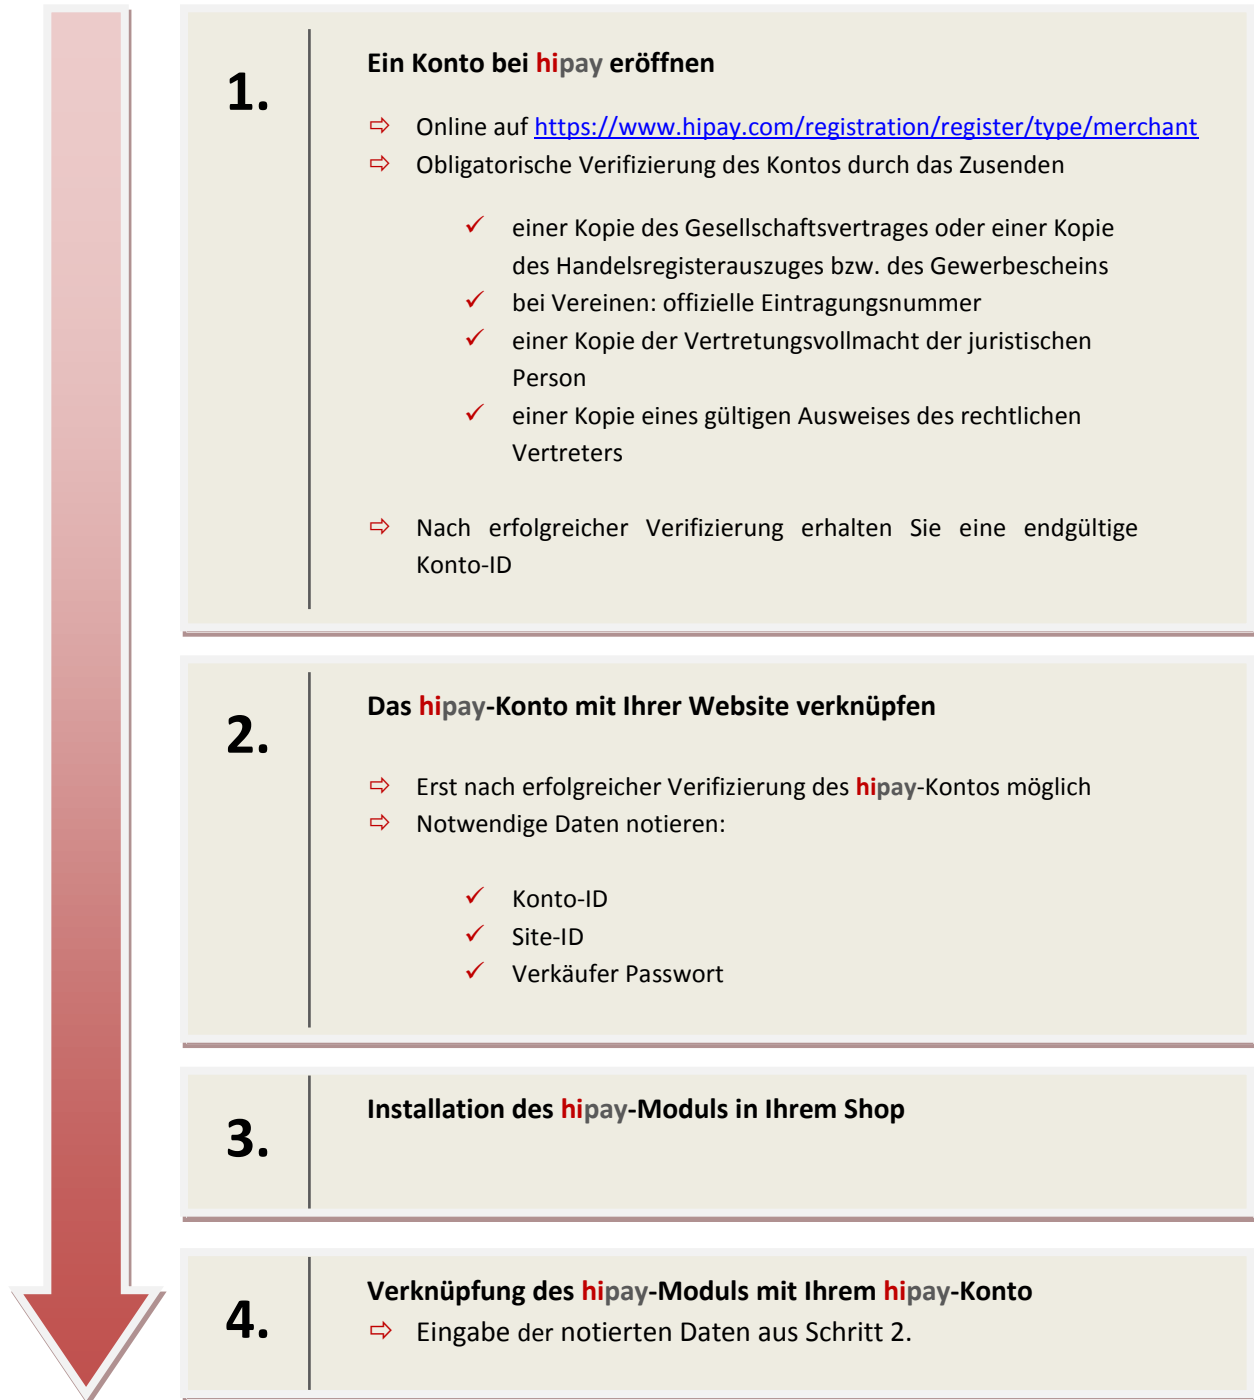 1.
Ein Konto bei hipay eröffnen
⇨ Online auf https://www.hipay.com/registration/register/type/merchant
⇨ Obligatorische Verifizierung des Kontos durch das Zusenden
✓ einer Kopie des Gesellschaftsvertrages oder einer Kopie
des Handelsregisterauszuges bzw. des Gewerbescheins
✓ bei Vereinen: offizielle Eintragungsnummer
✓ einer Kopie der Vertretungsvollmacht der juristischen
Person
✓ einer Kopie eines gültigen Ausweises des rechtlichen
Vertreters
⇨ Nach erfolgreicher Verifizierung erhalten Sie eine endgültige
Konto-ID
2.
Das hipay-Konto mit Ihrer Website verknüpfen
⇨ Erst nach erfolgreicher Verifizierung des hipay-Kontos möglich
⇨ Notwendige Daten notieren:
✓ Konto-ID
✓ Site-ID
✓ Verkäufer Passwort
3.
Installation des hipay-Moduls in Ihrem Shop
4.
Verknüpfung des hipay-Moduls mit Ihrem hipay-Konto
⇨ Eingabe der notierten Daten aus Schritt 2.